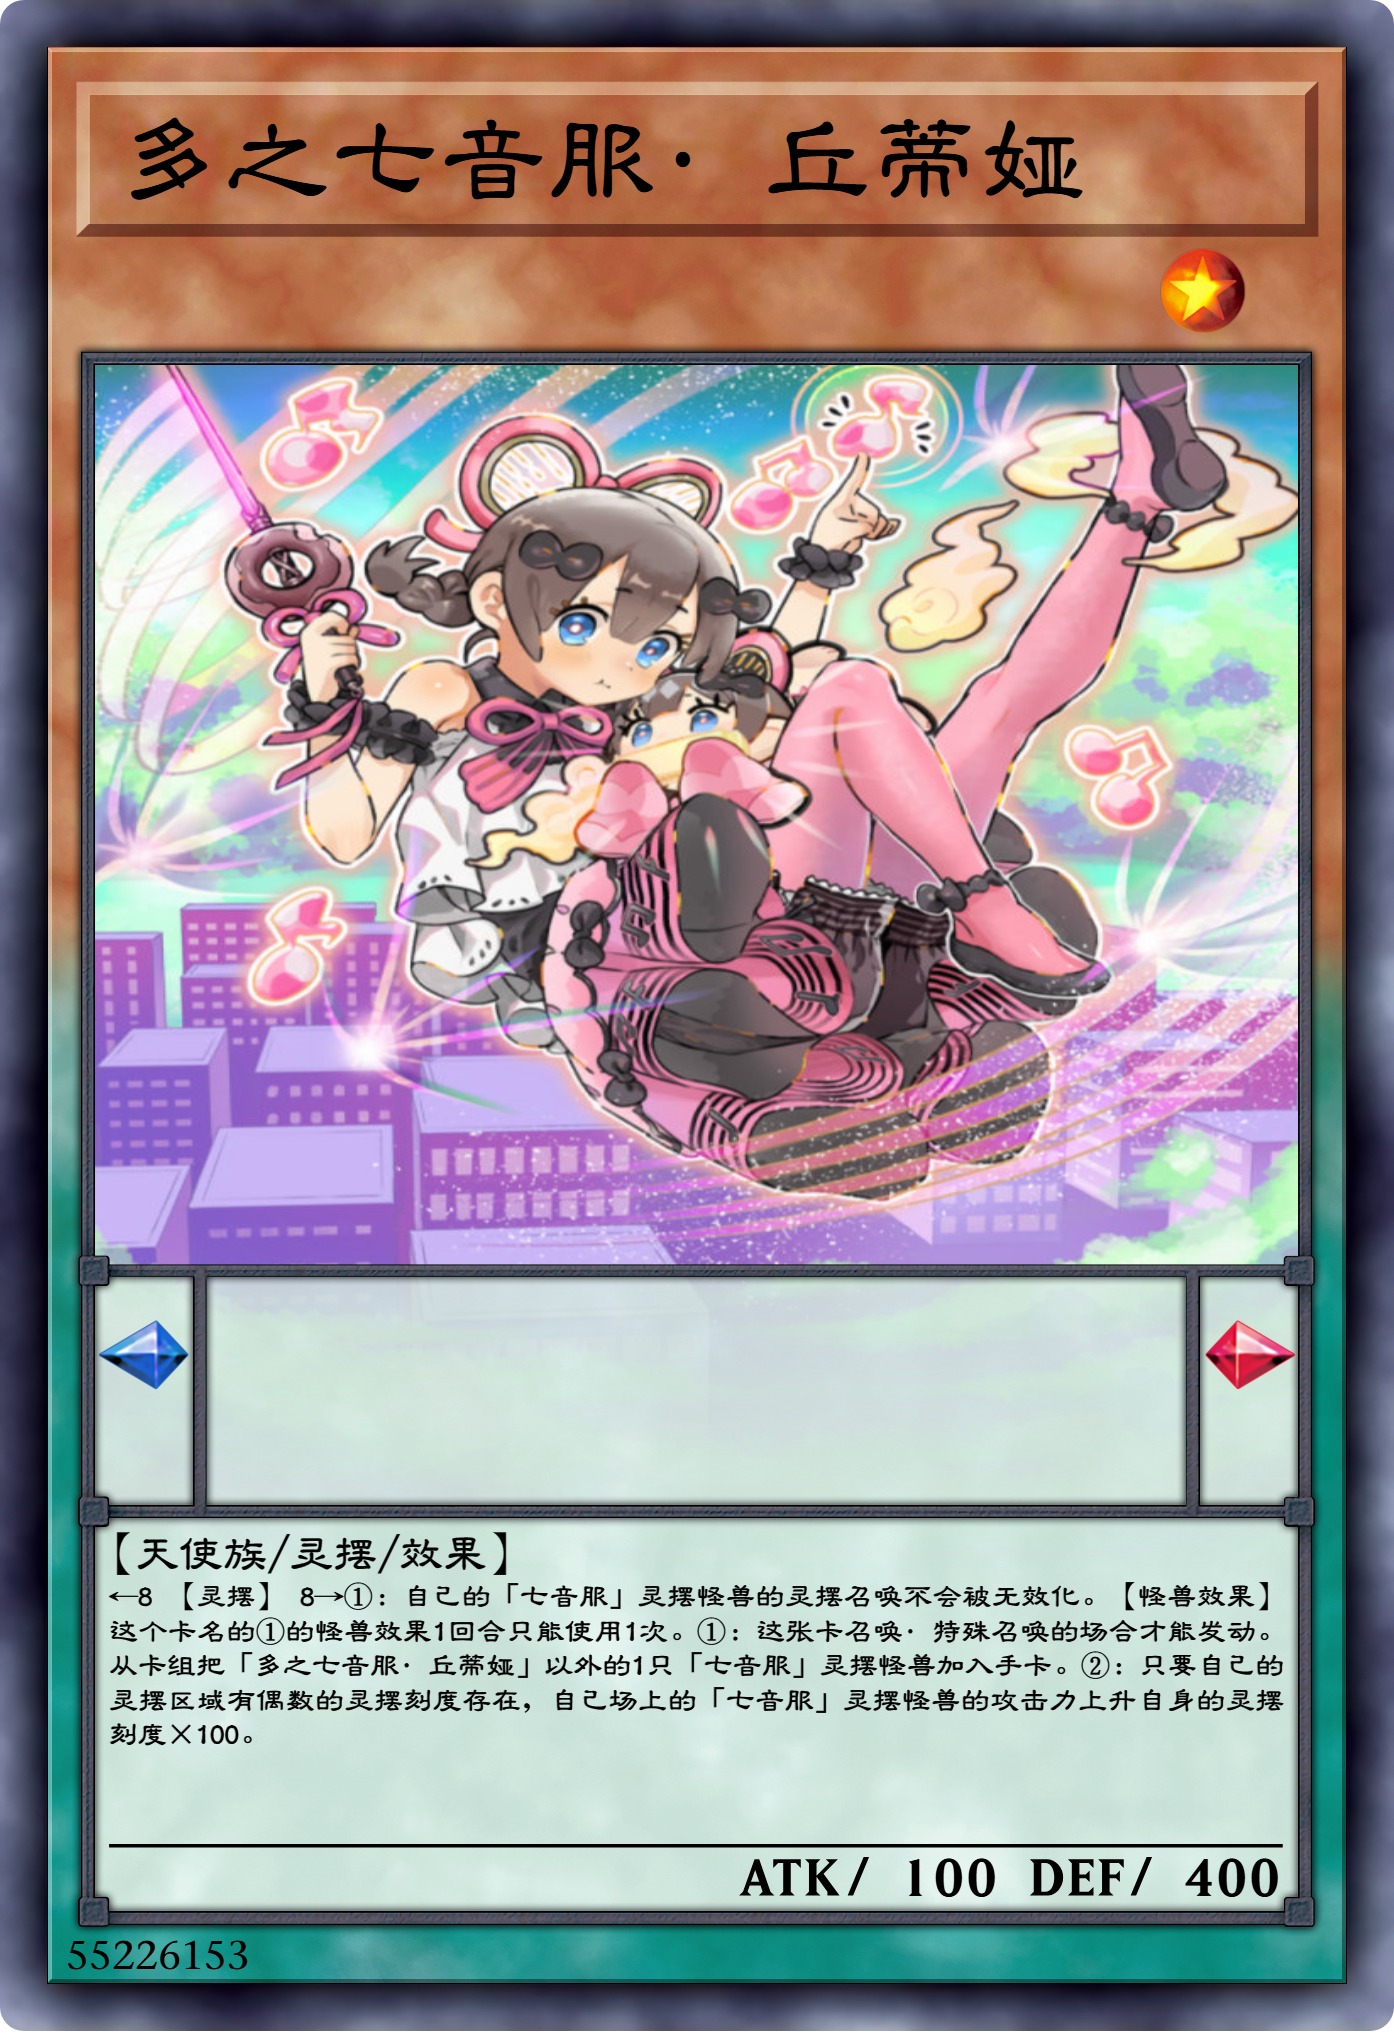 多之七音服·丘蒂娅
【天使族/灵摆/效果】
←8 【灵摆】 8→①：自己的「七音服」灵摆怪兽的灵摆召唤不会被无效化。【怪兽效果】
这个卡名的①的怪兽效果1回合只能使用1次。①：这张卡召唤·特殊召唤的场合才能发动。
从卡组把「多之七音服·丘蒂娅」以外的1只「七音服」灵摆怪兽加入手卡。②：只要自己的
灵摆区域有偶数的灵摆刻度存在，自己场上的「七音服」灵摆怪兽的攻击力上升自身的灵摆
刻度×100。
ATK/ 100 DEF/ 400
55226153